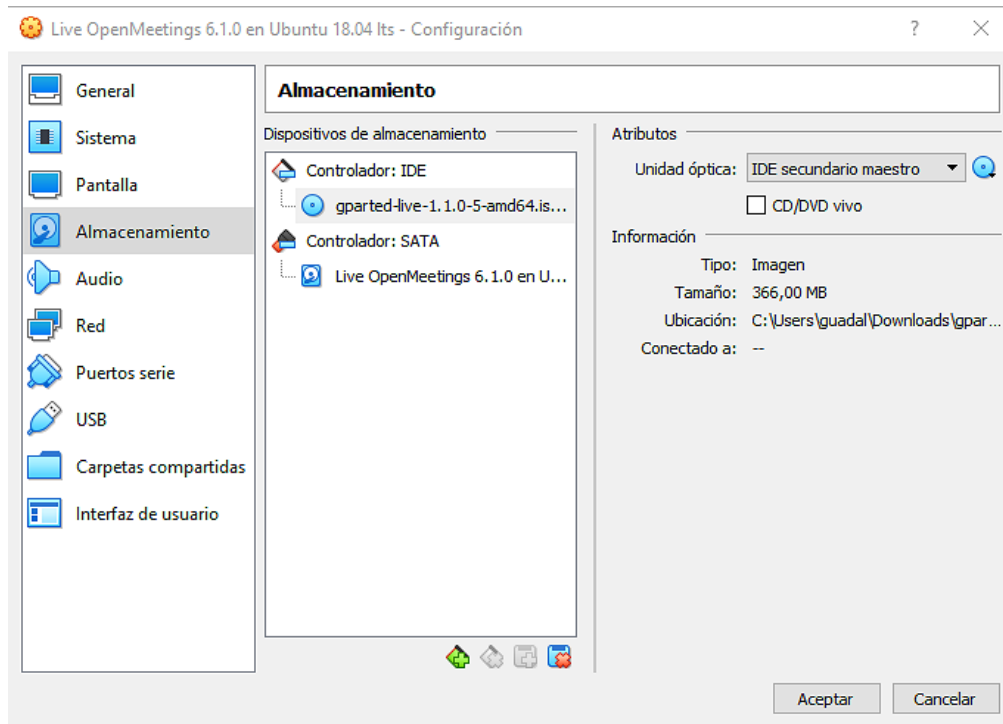 Live OpenMeetings 6.1.0 en Ubuntu 18.04 lts - Configuración
?
General
Sistema
Pantalla
Almacenamiento
Audio
Red
Puertos serie
USB
Carpetas compartidas
Interfaz de usuario
Almacenamiento
Dispositivos de almacenamiento
Controlador: IDE
gparted-live-1.1.0-5-amd64.is...
Controlador: SATA
Live OpenMeetings 6.1.0 en U...
Atributos
Unidad óptica: IDE secundario maestro
CD/DVD vivo
Información
Tipo: Imagen
Tamaño: 366,00 MB
Ubicación: C:\Users\guadal\Downloads\gpar...
Conectado a: --
Aceptar Cancelar